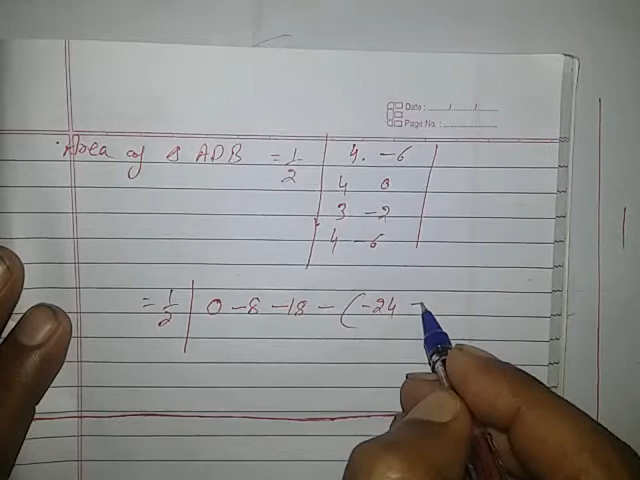 Date : ___/___/___
Page No. : ___
Area of Δ ADB = 1/2 | 4. -6 |
4 0
3 -2
4 -6
= 1/2 | 0 - 8 - 18 - ( -24 -